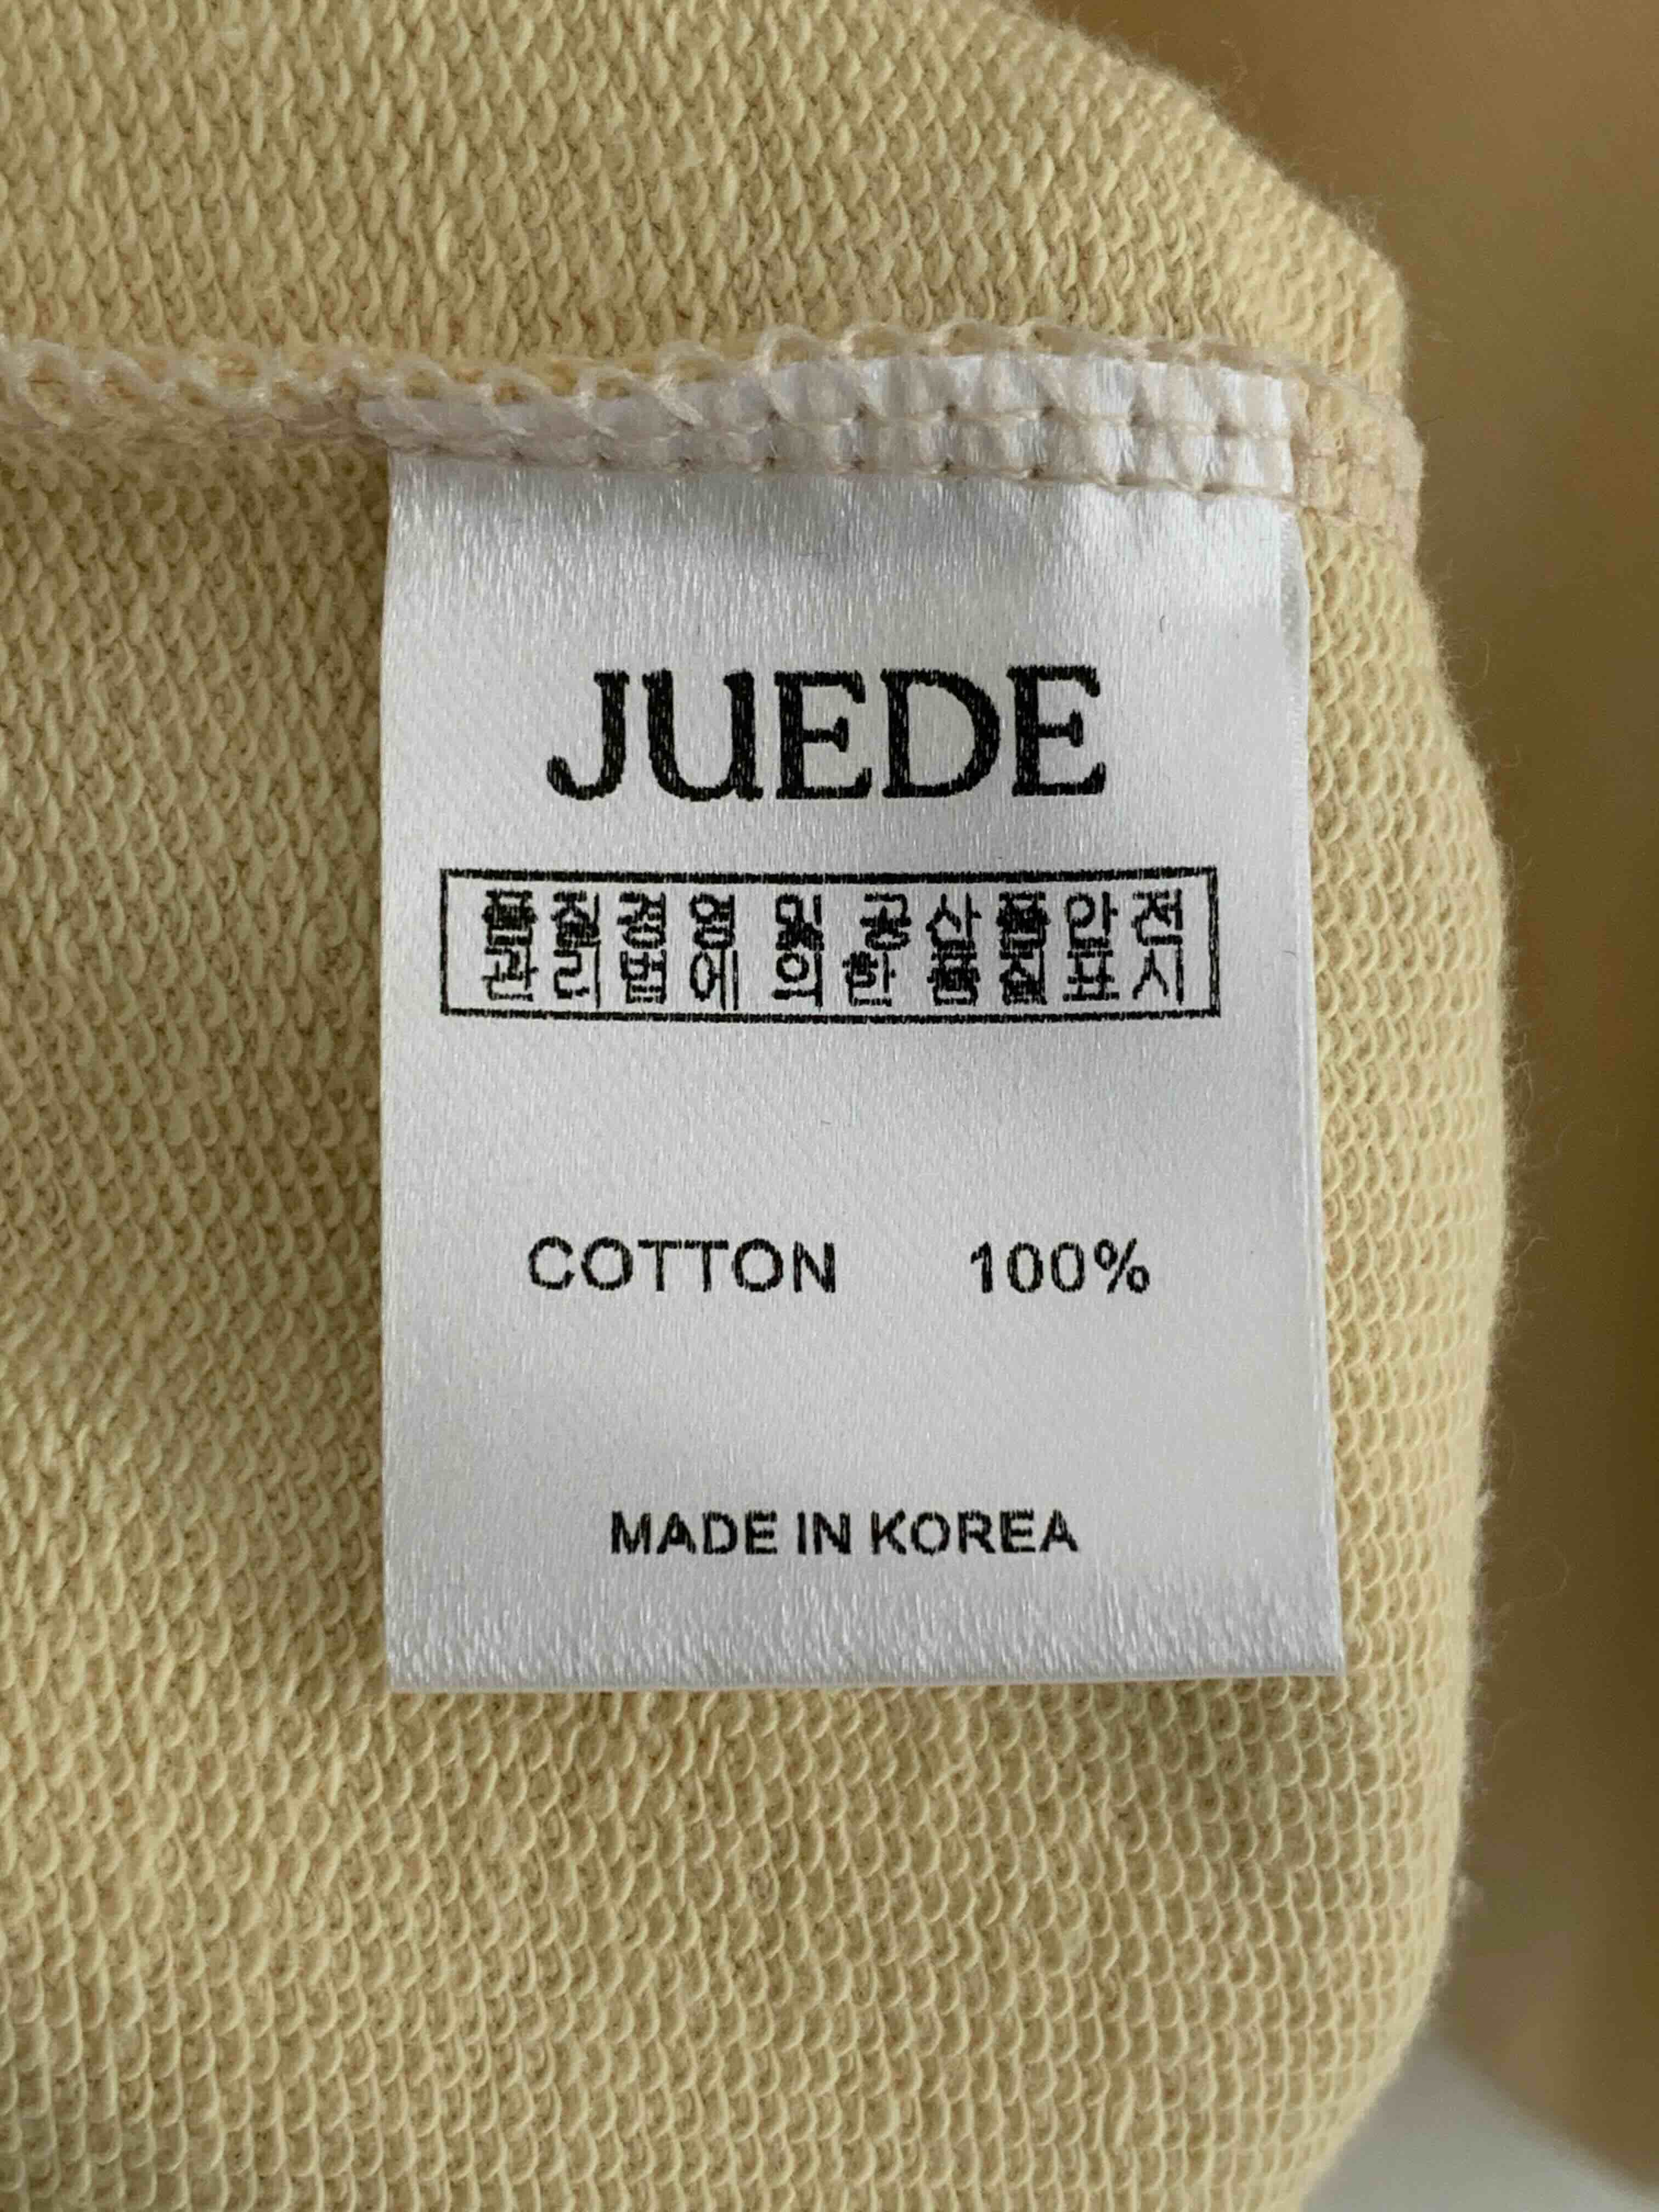 JUEDE
품질경영 및 공산품안전
관리법에 의한 품질표시
COTTON 100%
MADE IN KOREA